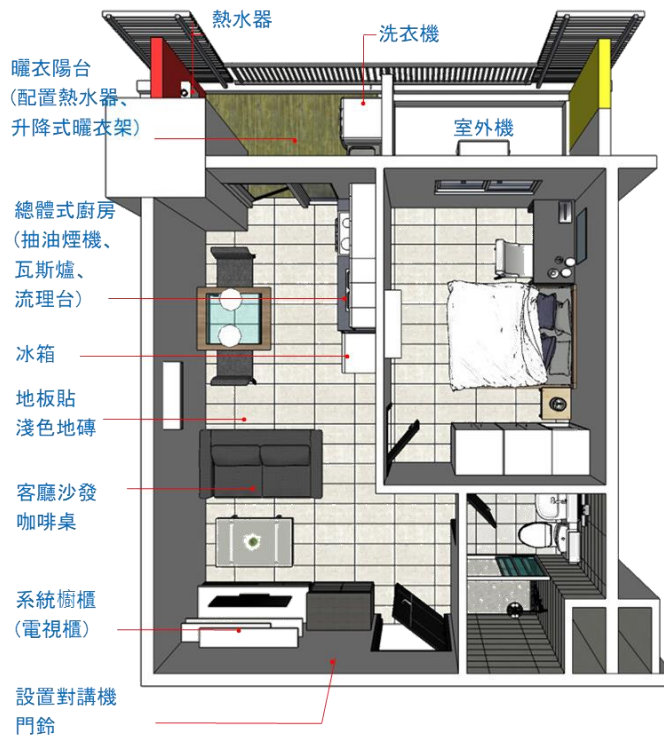 熱水器
洗衣機
曬衣陽台
(配置熱水器、
升降式曬衣架)
室外機
總體式廚房
(抽油煙機、
瓦斯爐、
流理台)
冰箱
地板貼
淺色地磚
客廳沙發
咖啡桌
系統櫥櫃
(電視櫃)
設置對講機
門鈴